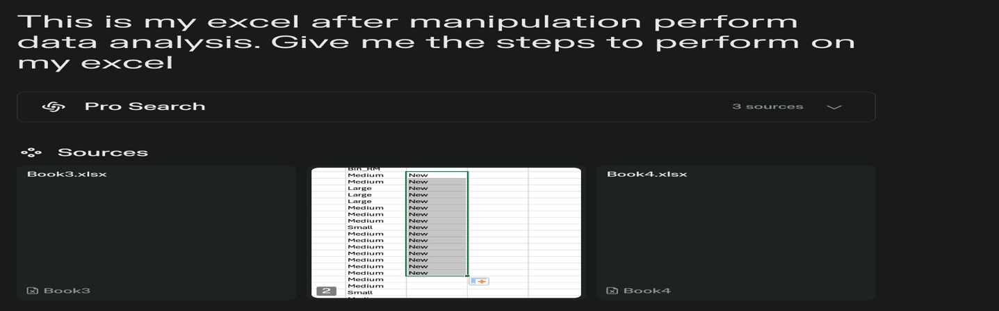 This is my excel after manipulation perform
data analysis. Give me the steps to perform on
my excel
Pro Search
3 sources
Sources
Book3.xlsx
Book3
Bin_RM
Medium New
Medium New
Large New
Large New
Large New
Medium New
Medium New
Medium New
Small New
Medium New
Medium New
Medium New
Medium New
Medium New
Medium New
Medium New
Medium
Medium
Small
2
Book4.xlsx
Book4